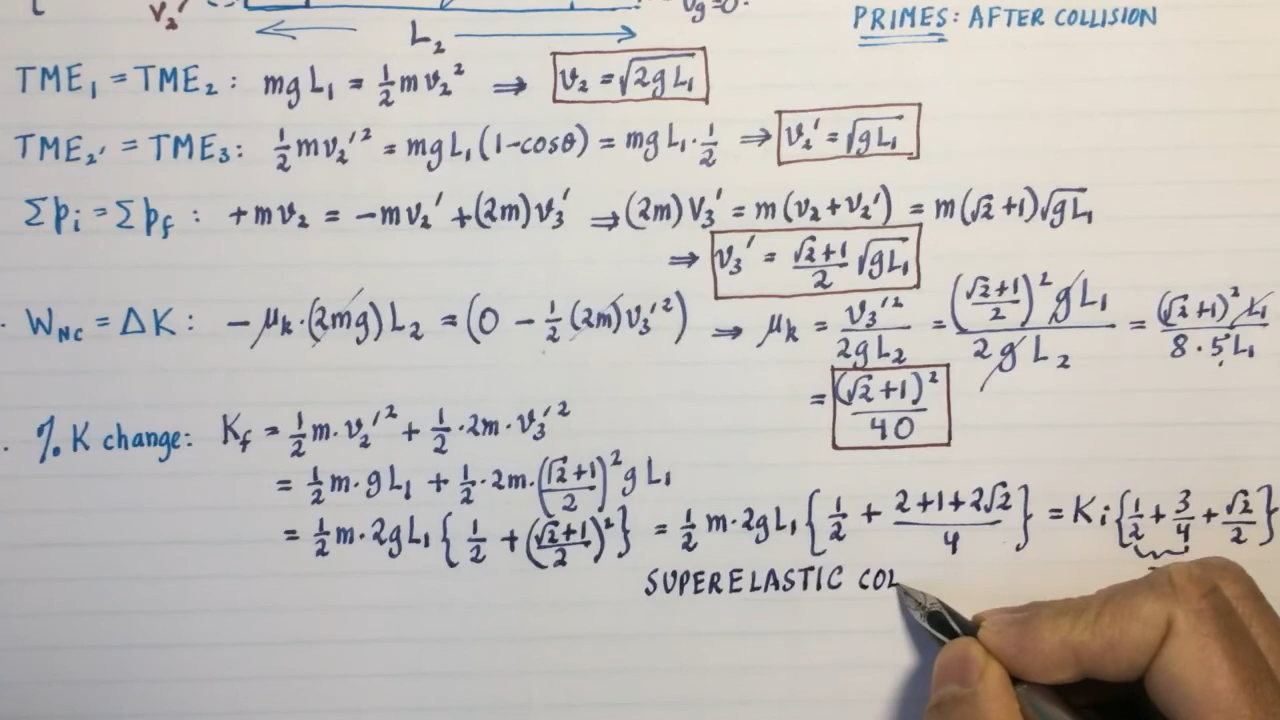 v₂′
v_g=0
PRIMES: AFTER COLLISION
L₂
TME₁ = TME₂ : mgL₁ = ½mv₂² ⇒ v₂ = √2gL₁
TME₂′ = TME₃: ½mv₂′² = mgL₁(1-cosθ) = mgL₁·½ ⇒ v₂′ = √gL₁
Σpᵢ = Σp_f : +mv₂ = -mv₂′ + (2m)v₃′ ⇒ (2m)V₃′ = m(v₂+v₂′) = m(√2+1)√gL₁
⇒ v₃′ = (√2+1)/2 √gL₁
· W_NC = ΔK: -μₖ·(2mg)L₂ = (0 - ½(2m)v₃′²) ⇒ μₖ = v₃′²/2gL₂ = ((√2+1)/2)²gL₁/2gL₂ = (√2+1)²L₁/8·5L₁
= (√2+1)²/40
· % K change: K_f = ½m·v₂′² + ½·2m·v₃′²
= ½m·gL₁ + ½·2m·((√2+1)/2)²gL₁
= ½m·2gL₁{½ + ((√2+1)/2)²} = ½m·2gL₁{½ + (2+1+2√2)/4} = Kᵢ{½ + ¾ + √2/2}
SUPERELASTIC COL